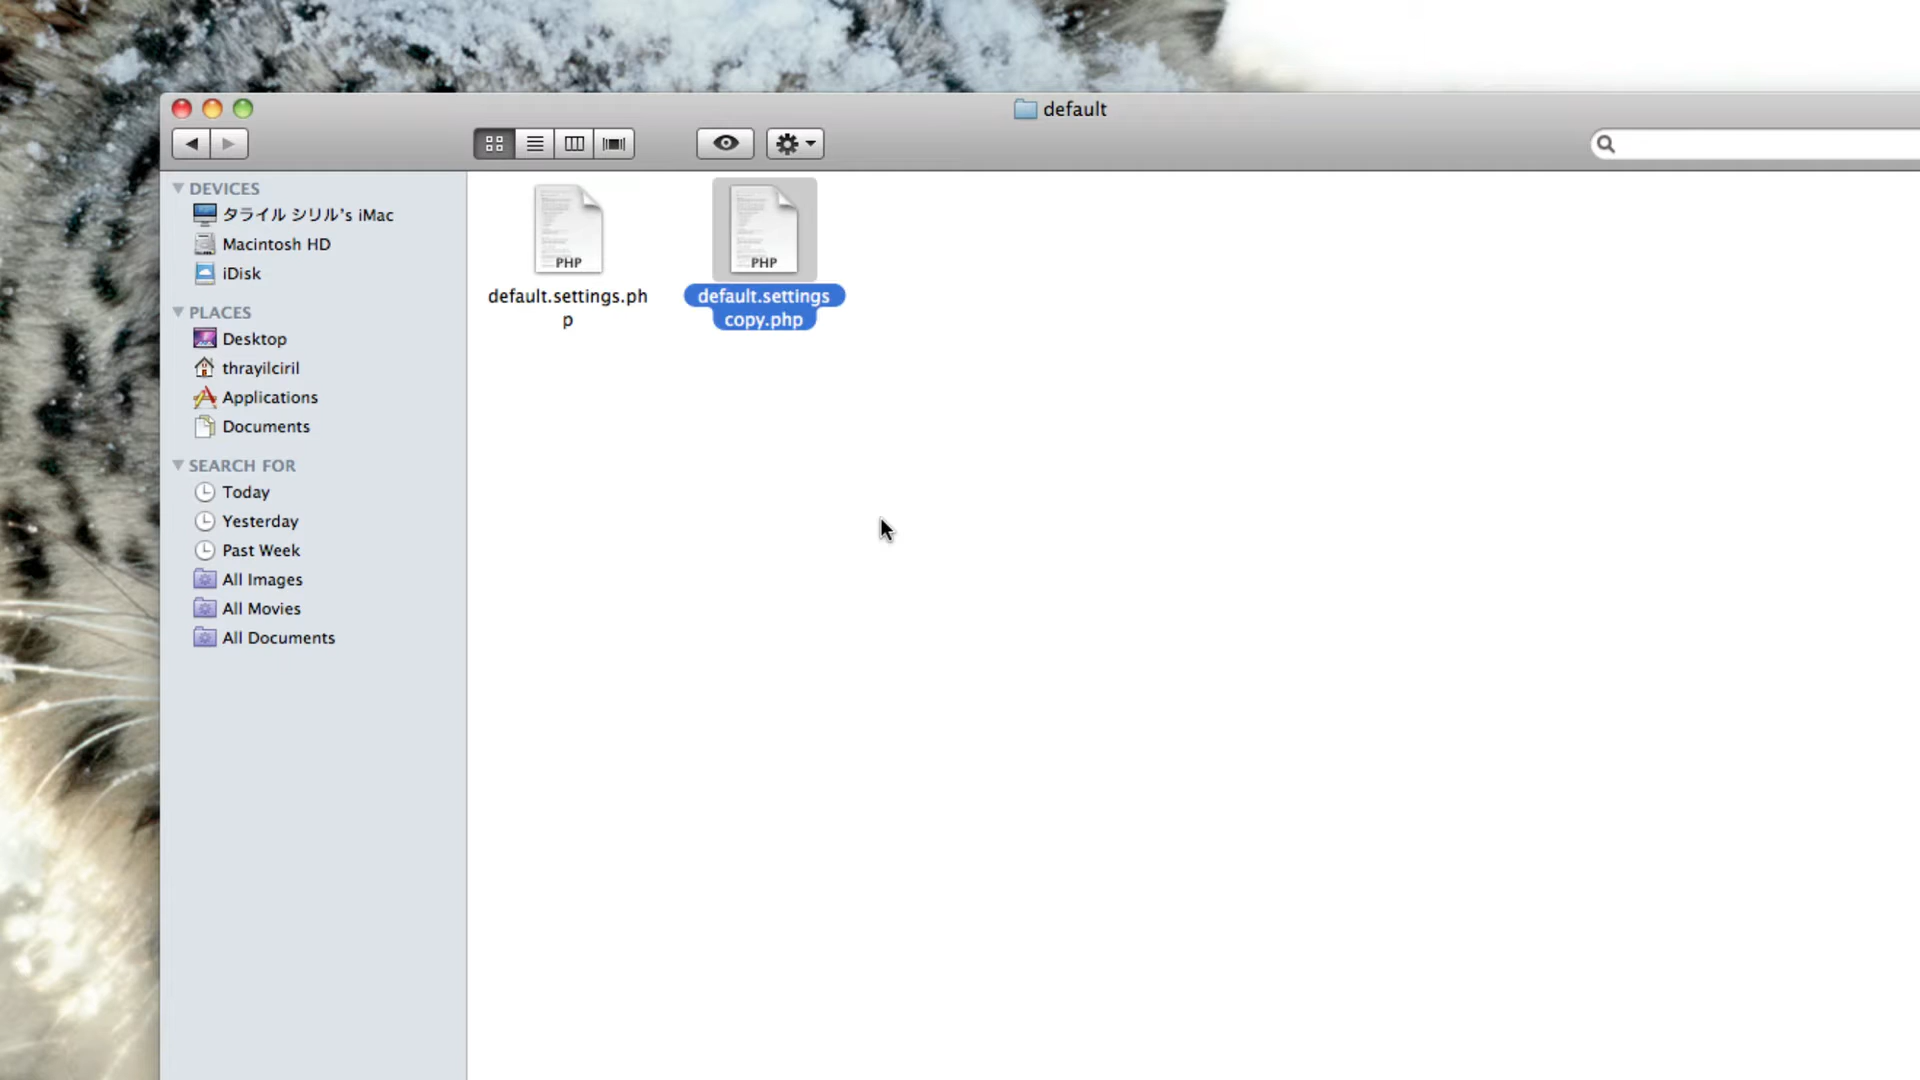 default
DEVICES
タライル シリル's iMac
Macintosh HD
iDisk
PLACES
Desktop
thrayilciril
Applications
Documents
SEARCH FOR
Today
Yesterday
Past Week
All Images
All Movies
All Documents
PHP
default.settings.ph
p
PHP
default.settings
copy.php